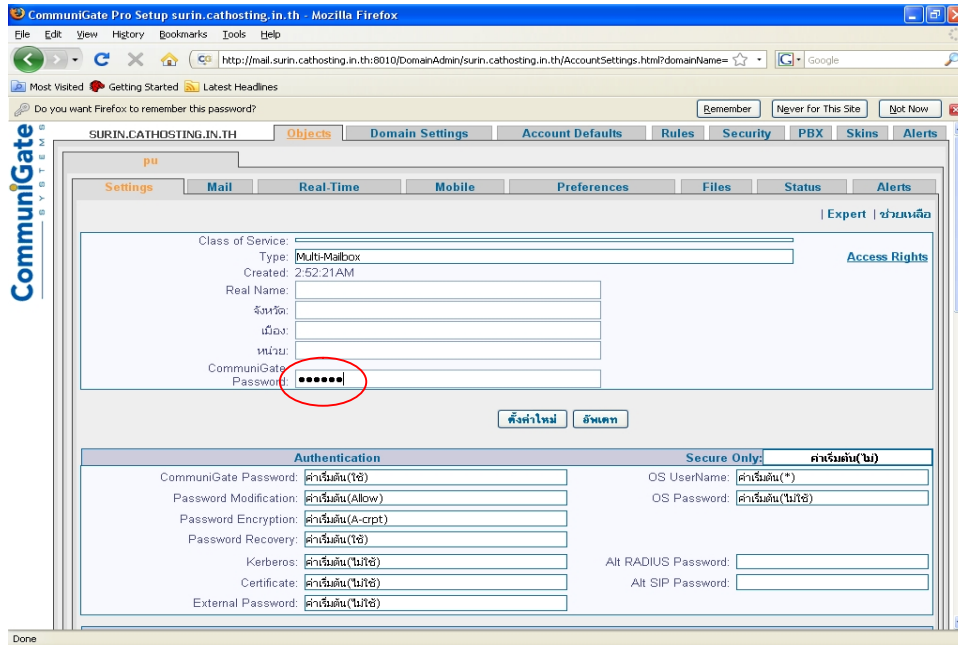 CommuniGate Pro Setup surin.cathosting.in.th - Mozilla Firefox
File Edit View History Bookmarks Tools Help
http://mail.surin.cathosting.in.th:8010/DomainAdmin/surin.cathosting.in.th/AccountSettings.html?domainName=
Google
Most Visited Getting Started Latest Headlines
Do you want Firefox to remember this password? Remember Never for This Site Not Now
CommuniGate
SYSTEMS
SURIN.CATHOSTING.IN.TH Objects Domain Settings Account Defaults Rules Security PBX Skins Alerts
pu
Settings Mail Real-Time Mobile Preferences Files Status Alerts
| Expert | ช่วยเหลือ
Class of Service:
Type: Multi-Mailbox Access Rights
Created: 2:52:21AM
Real Name:
จังหวัด:
เมือง:
หน่วย:
CommuniGate
Password: ●●●●●●
ตั้งค่าใหม่ อัพเดท
Authentication Secure Only: ค่าเริ่มต้น(ไม่)
CommuniGate Password: ค่าเริ่มต้น(ใช้) OS UserName: ค่าเริ่มต้น(*)
Password Modification: ค่าเริ่มต้น(Allow) OS Password: ค่าเริ่มต้น(ไม่ใช้)
Password Encryption: ค่าเริ่มต้น(A-crpt)
Password Recovery: ค่าเริ่มต้น(ใช้)
Kerberos: ค่าเริ่มต้น(ไม่ใช้) Alt RADIUS Password:
Certificate: ค่าเริ่มต้น(ไม่ใช้) Alt SIP Password:
External Password: ค่าเริ่มต้น(ไม่ใช้)
Done